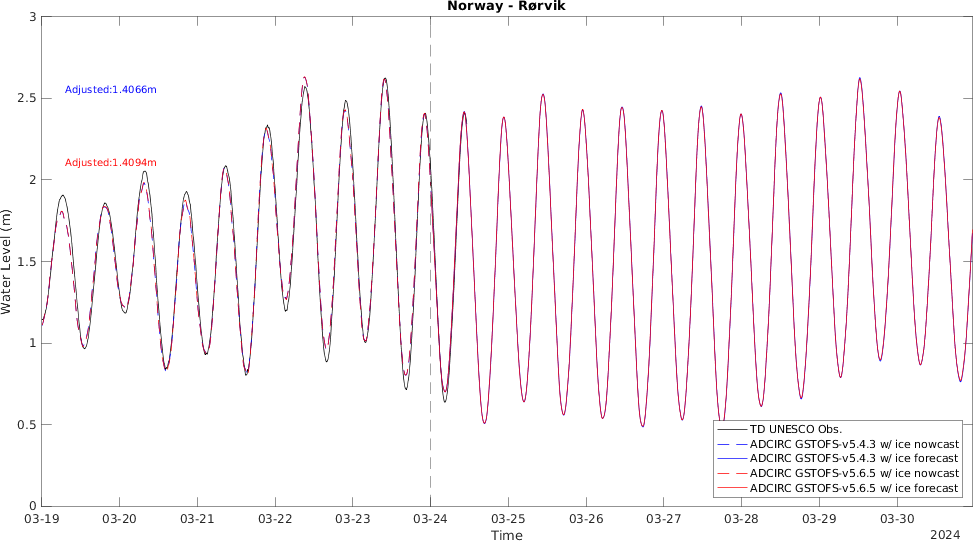 Norway - Rørvik
3
2.5
2
1.5
1
0.5
0
Water Level (m)
Adjusted:1.4066m
Adjusted:1.4094m
TD UNESCO Obs.
ADCIRC GSTOFS-v5.4.3 w/ ice nowcast
ADCIRC GSTOFS-v5.4.3 w/ ice forecast
ADCIRC GSTOFS-v5.6.5 w/ ice nowcast
ADCIRC GSTOFS-v5.6.5 w/ ice forecast
03-19 03-20 03-21 03-22 03-23 03-24 03-25 03-26 03-27 03-28 03-29 03-30
Time
2024